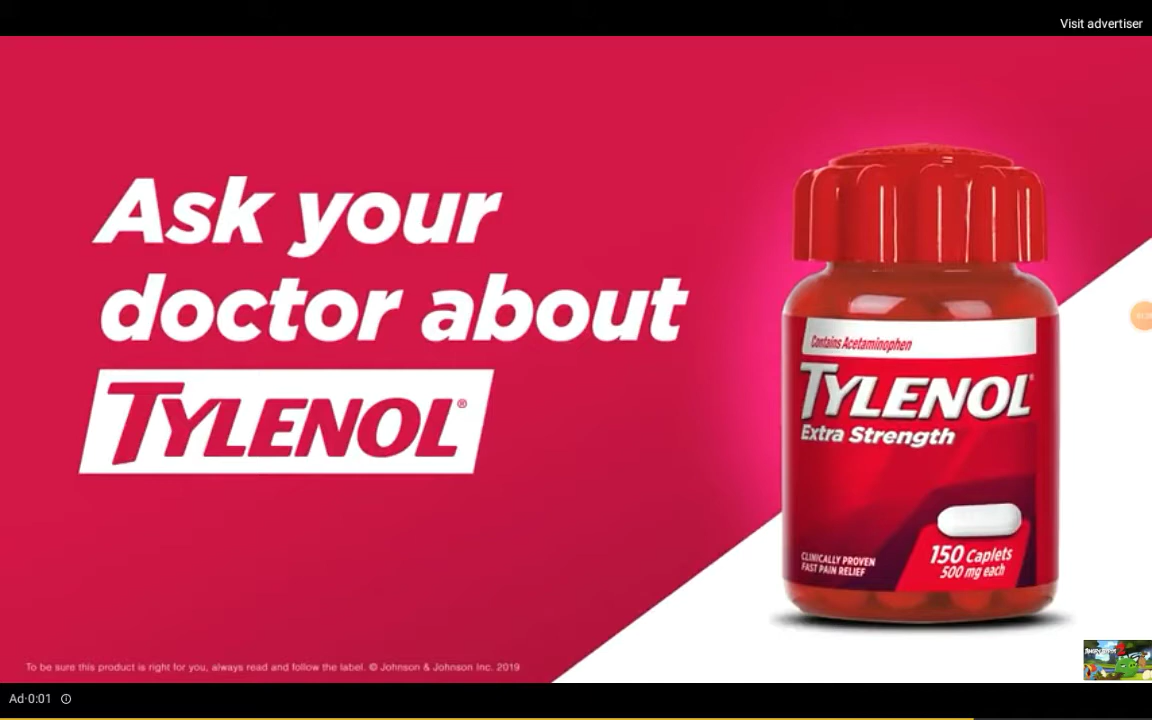 Visit advertiser
Ask your
doctor about
TYLENOL®
Contains Acetaminophen
TYLENOL®
Extra Strength
CLINICALLY PROVEN
FAST PAIN RELIEF
150 Caplets
500 mg each
To be sure this product is right for you, always read and follow the label. © Johnson & Johnson Inc. 2019
Ad·0:01